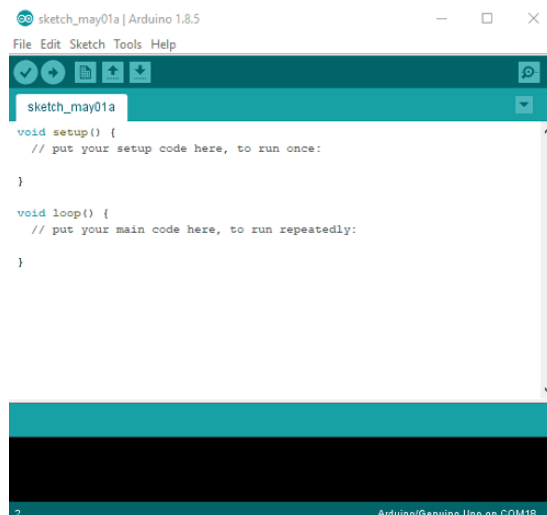 sketch_may01a | Arduino 1.8.5
File Edit Sketch Tools Help
sketch_may01a
void setup() {
  // put your setup code here, to run once:
}
void loop() {
  // put your main code here, to run repeatedly:
}
2 Arduino/Genuino Uno on COM18